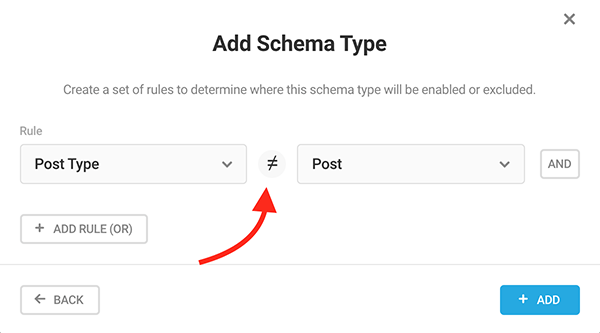 Add Schema Type
Create a set of rules to determine where this schema type will be enabled or excluded.
Rule
Post Type ≠ Post AND
+ ADD RULE (OR)
← BACK + ADD